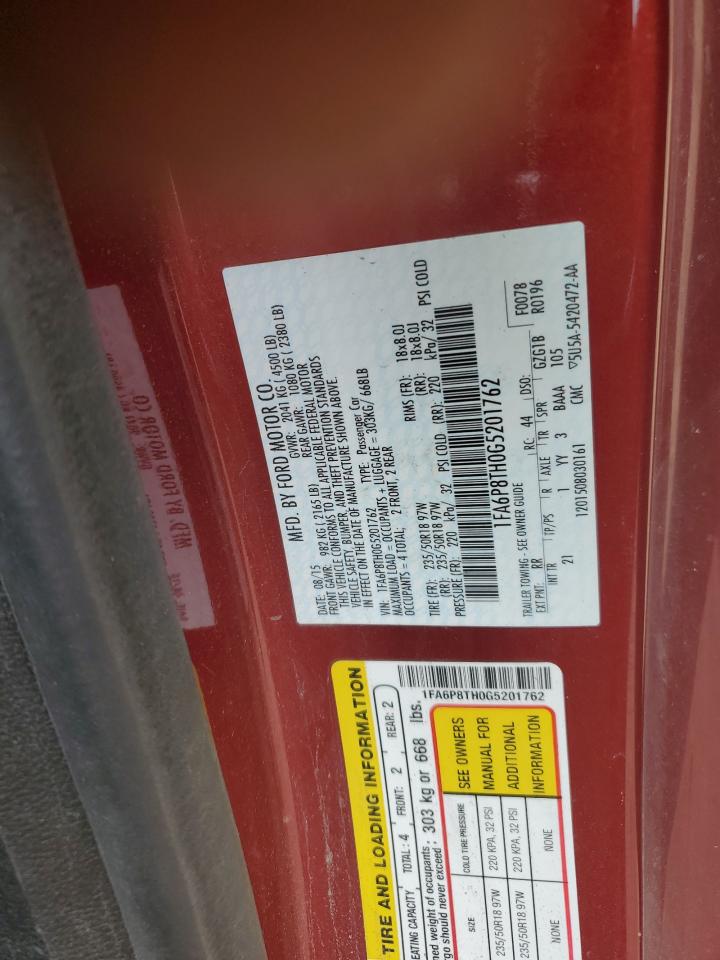 MFD. BY FORD MOTOR CO.
DATE: 08/15 GVWR: 2041 KG (4500 LB)
FRONT GAWR: 982 KG (2165 LB) REAR GAWR: 1080 KG (2380 LB)
THIS VEHICLE CONFORMS TO ALL APPLICABLE FEDERAL MOTOR
VEHICLE SAFETY, BUMPER, AND THEFT PREVENTION STANDARDS
IN EFFECT ON THE DATE OF MANUFACTURE SHOWN ABOVE.
VIN: 1FA6P8TH0G5201762 TYPE: Passenger Car
MAXIMUM LOAD = OCCUPANTS + LUGGAGE = 303KG/ 668LB
OCCUPANTS = 4 TOTAL; 2 FRONT, 2 REAR
TIRE (FR): 235/50R18 97W RIMS (FR): 18x8.0J
(RR): 235/50R18 97W (RR): 18x8.0J
PRESSURE (FR): 220 kPa/ 32 PSI COLD (RR): 220 kPa/ 32 PSI COLD
1FA6P8TH0G5201762
TRAILER TOWING - SEE OWNER GUIDE
EXT PNT: RR RC: 44 DSO: F0078
INT TR TP/PS R AXLE TR SPR GZG1B R0196
21 1 YY 3 BAAA 105
120150803 0161 CMC ▽5U5A-5420472-AA
TIRE AND LOADING INFORMATION
SEATING CAPACITY TOTAL: 4 FRONT: 2 REAR: 2
weight of occupants
should never exceed : 303 kg or 668 lbs.
1FA6P8TH0G5201762
SIZE COLD TIRE PRESSURE SEE OWNERS
235/50R18 97W 220 KPA, 32 PSI MANUAL FOR
235/50R18 97W 220 KPA, 32 PSI ADDITIONAL
NONE NONE INFORMATION
MFD. BY FORD MOTOR CO